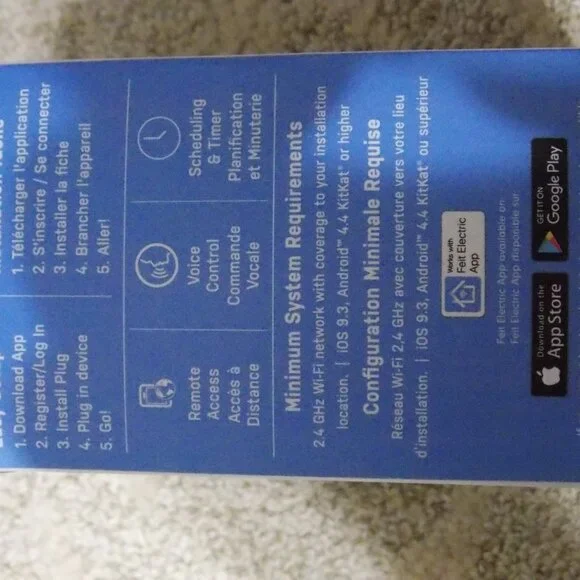 1. Download App
2. Register/Log In
3. Install Plug
4. Plug in device
5. Go!
1. Télécharger l'application
2. S'inscrire / Se connecter
3. Installer la fiche
4. Brancher l'appareil
5. Aller!
Remote
Access
Accès à
Distance
Voice
Control
Commande
Vocale
Scheduling
& Timer
Planification
et Minuterie
Minimum System Requirements
2.4 GHz Wi-Fi network with coverage to your installation
location. | iOS 9.3, Android™ 4.4 KitKat® or higher
Configuration Minimale Requise
Réseau Wi-Fi 2.4 GHz avec couverture vers votre lieu
d'installation. | iOS 9.3, Android™ 4.4 KitKat® ou supérieur
Works with
Feit Electric
App
Feit Electric App available on:
Feit Electric App disponible sur:
Download on the
App Store
GET IT ON
Google Play